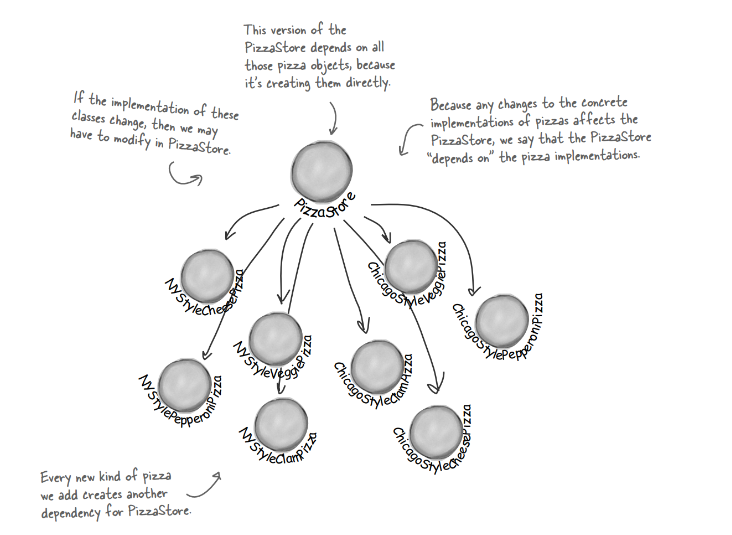 This version of the
PizzaStore depends on all
those pizza objects, because
it's creating them directly.
If the implementation of these
classes change, then we may
have to modify in PizzaStore.
Because any changes to the concrete
implementations of pizzas affects the
PizzaStore, we say that the PizzaStore
"depends on" the pizza implementations.
PizzaStore
NYStyleCheesePizza
ChicagoStyleVeggiePizza
ChicagoStylePepperoniPizza
NYStyleVeggiePizza
ChicagoStyleClamPizza
NYStylePepperoniPizza
NYStyleClamPizza
ChicagoStyleCheesePizza
Every new kind of pizza
we add creates another
dependency for PizzaStore.